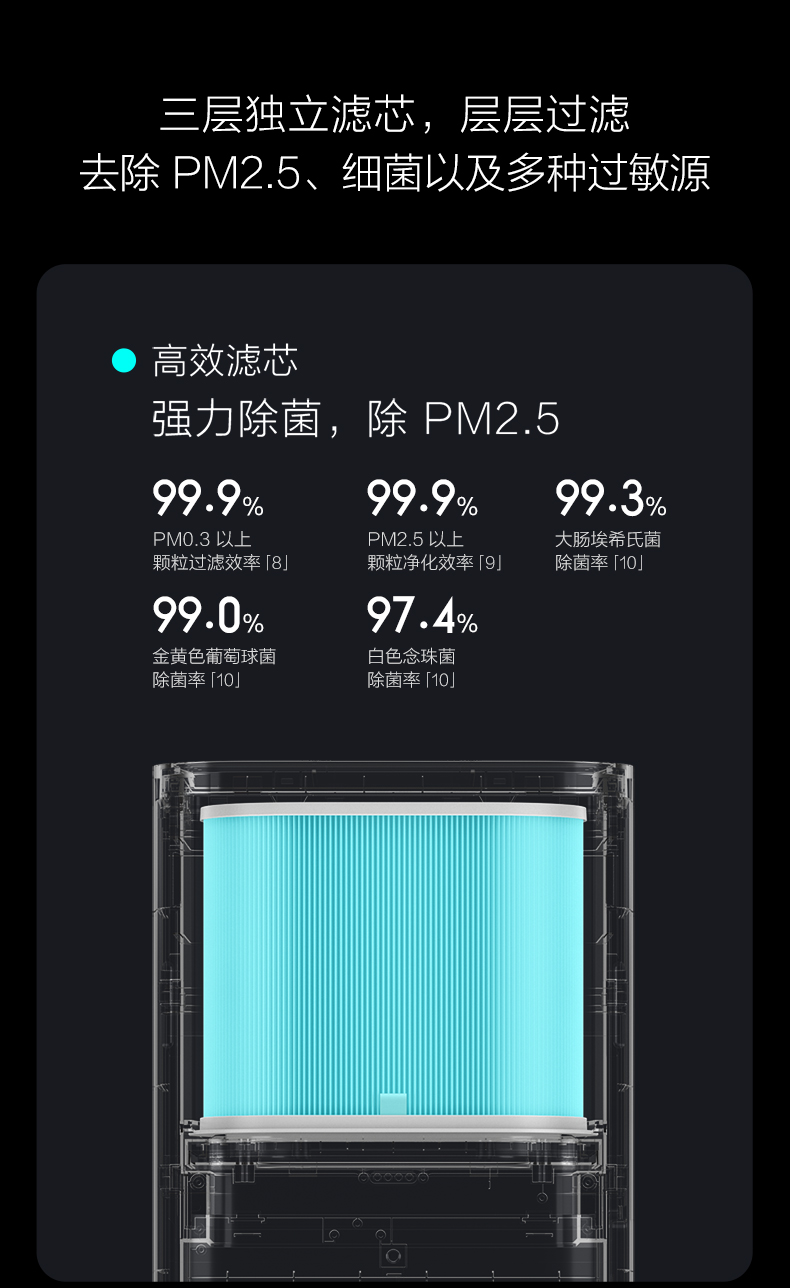 三层独立滤芯，层层过滤
去除 PM2.5、细菌以及多种过敏源
高效滤芯
强力除菌，除 PM2.5
99.9%
PM0.3 以上
颗粒过滤效率「8」
99.9%
PM2.5 以上
颗粒净化效率「9」
99.3%
大肠埃希氏菌
除菌率「10」
99.0%
金黄色葡萄球菌
除菌率「10」
97.4%
白色念珠菌
除菌率「10」